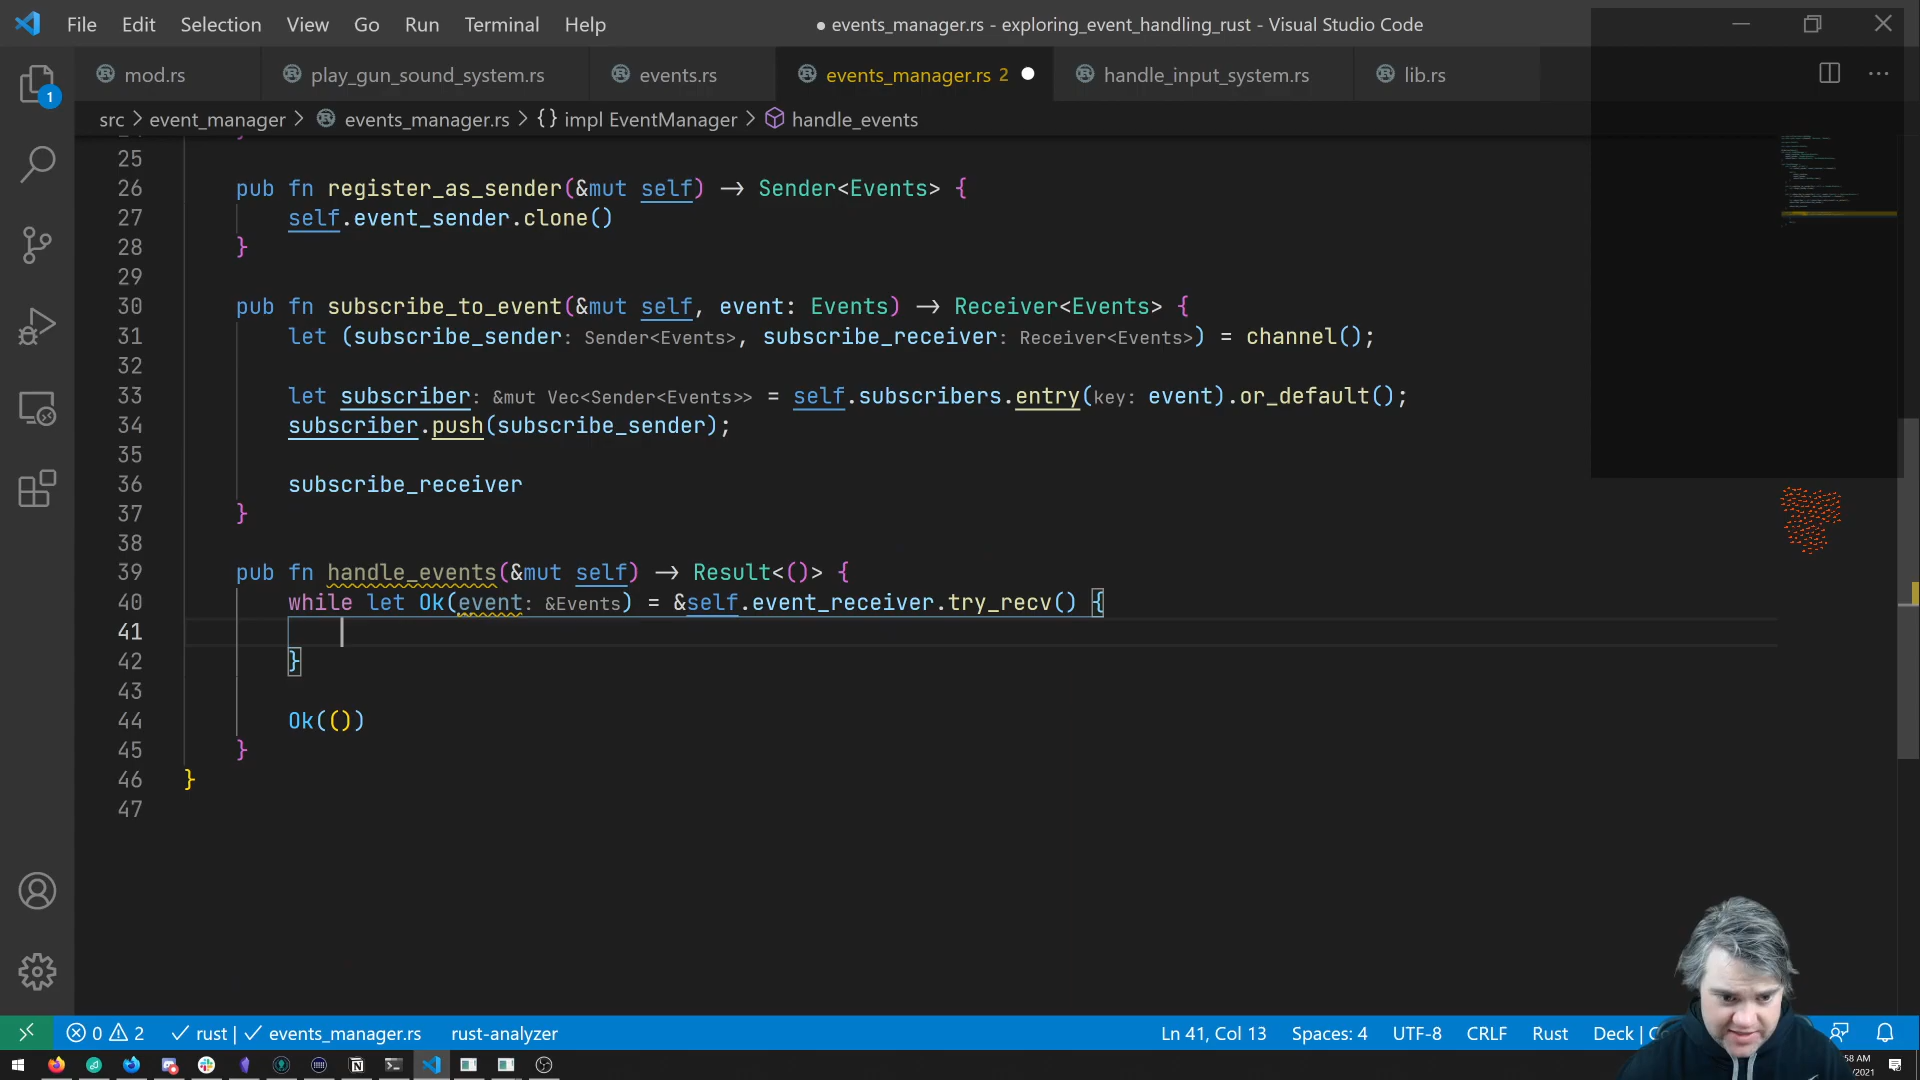 File Edit Selection View Go Run Terminal Help
● events_manager.rs - exploring_event_handling_rust - Visual Studio Code
mod.rs play_gun_sound_system.rs events.rs events_manager.rs 2 handle_input_system.rs lib.rs
1
src > event_manager > events_manager.rs > {} impl EventManager > handle_events
25
26 pub fn register_as_sender(&mut self) → Sender<Events> {
27 self.event_sender.clone()
28 }
29
30 pub fn subscribe_to_event(&mut self, event: Events) → Receiver<Events> {
31 let (subscribe_sender: Sender<Events>, subscribe_receiver: Receiver<Events>) = channel();
32
33 let subscriber: &mut Vec<Sender<Events>> = self.subscribers.entry(key: event).or_default();
34 subscriber.push(subscribe_sender);
35
36 subscribe_receiver
37 }
38
39 pub fn handle_events(&mut self) → Result<()> {
40 while let Ok(event: &Events) = &self.event_receiver.try_recv() {
41
42 }
43
44 Ok(())
45 }
46 }
47
0 2 rust | events_manager.rs rust-analyzer Ln 41, Col 13 Spaces: 4 UTF-8 CRLF Rust Deck
58 AM
/2021